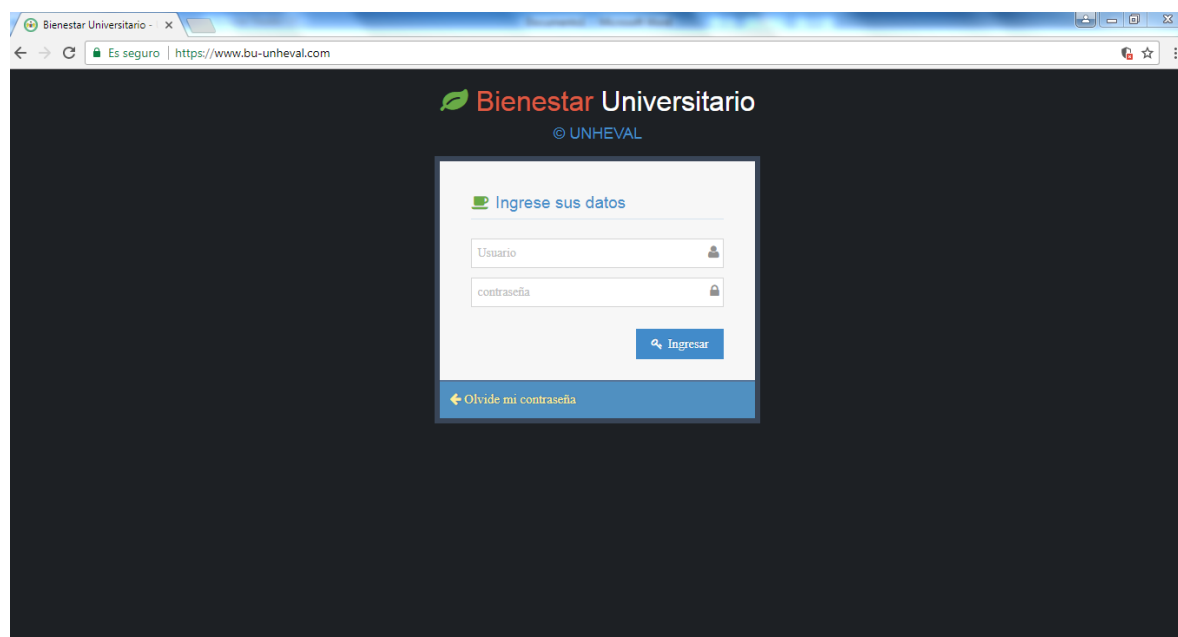 Bienestar Universitario -
Es seguro | https://www.bu-unheval.com
Bienestar Universitario
© UNHEVAL
Ingrese sus datos
Usuario
contraseña
Ingresar
Olvide mi contraseña